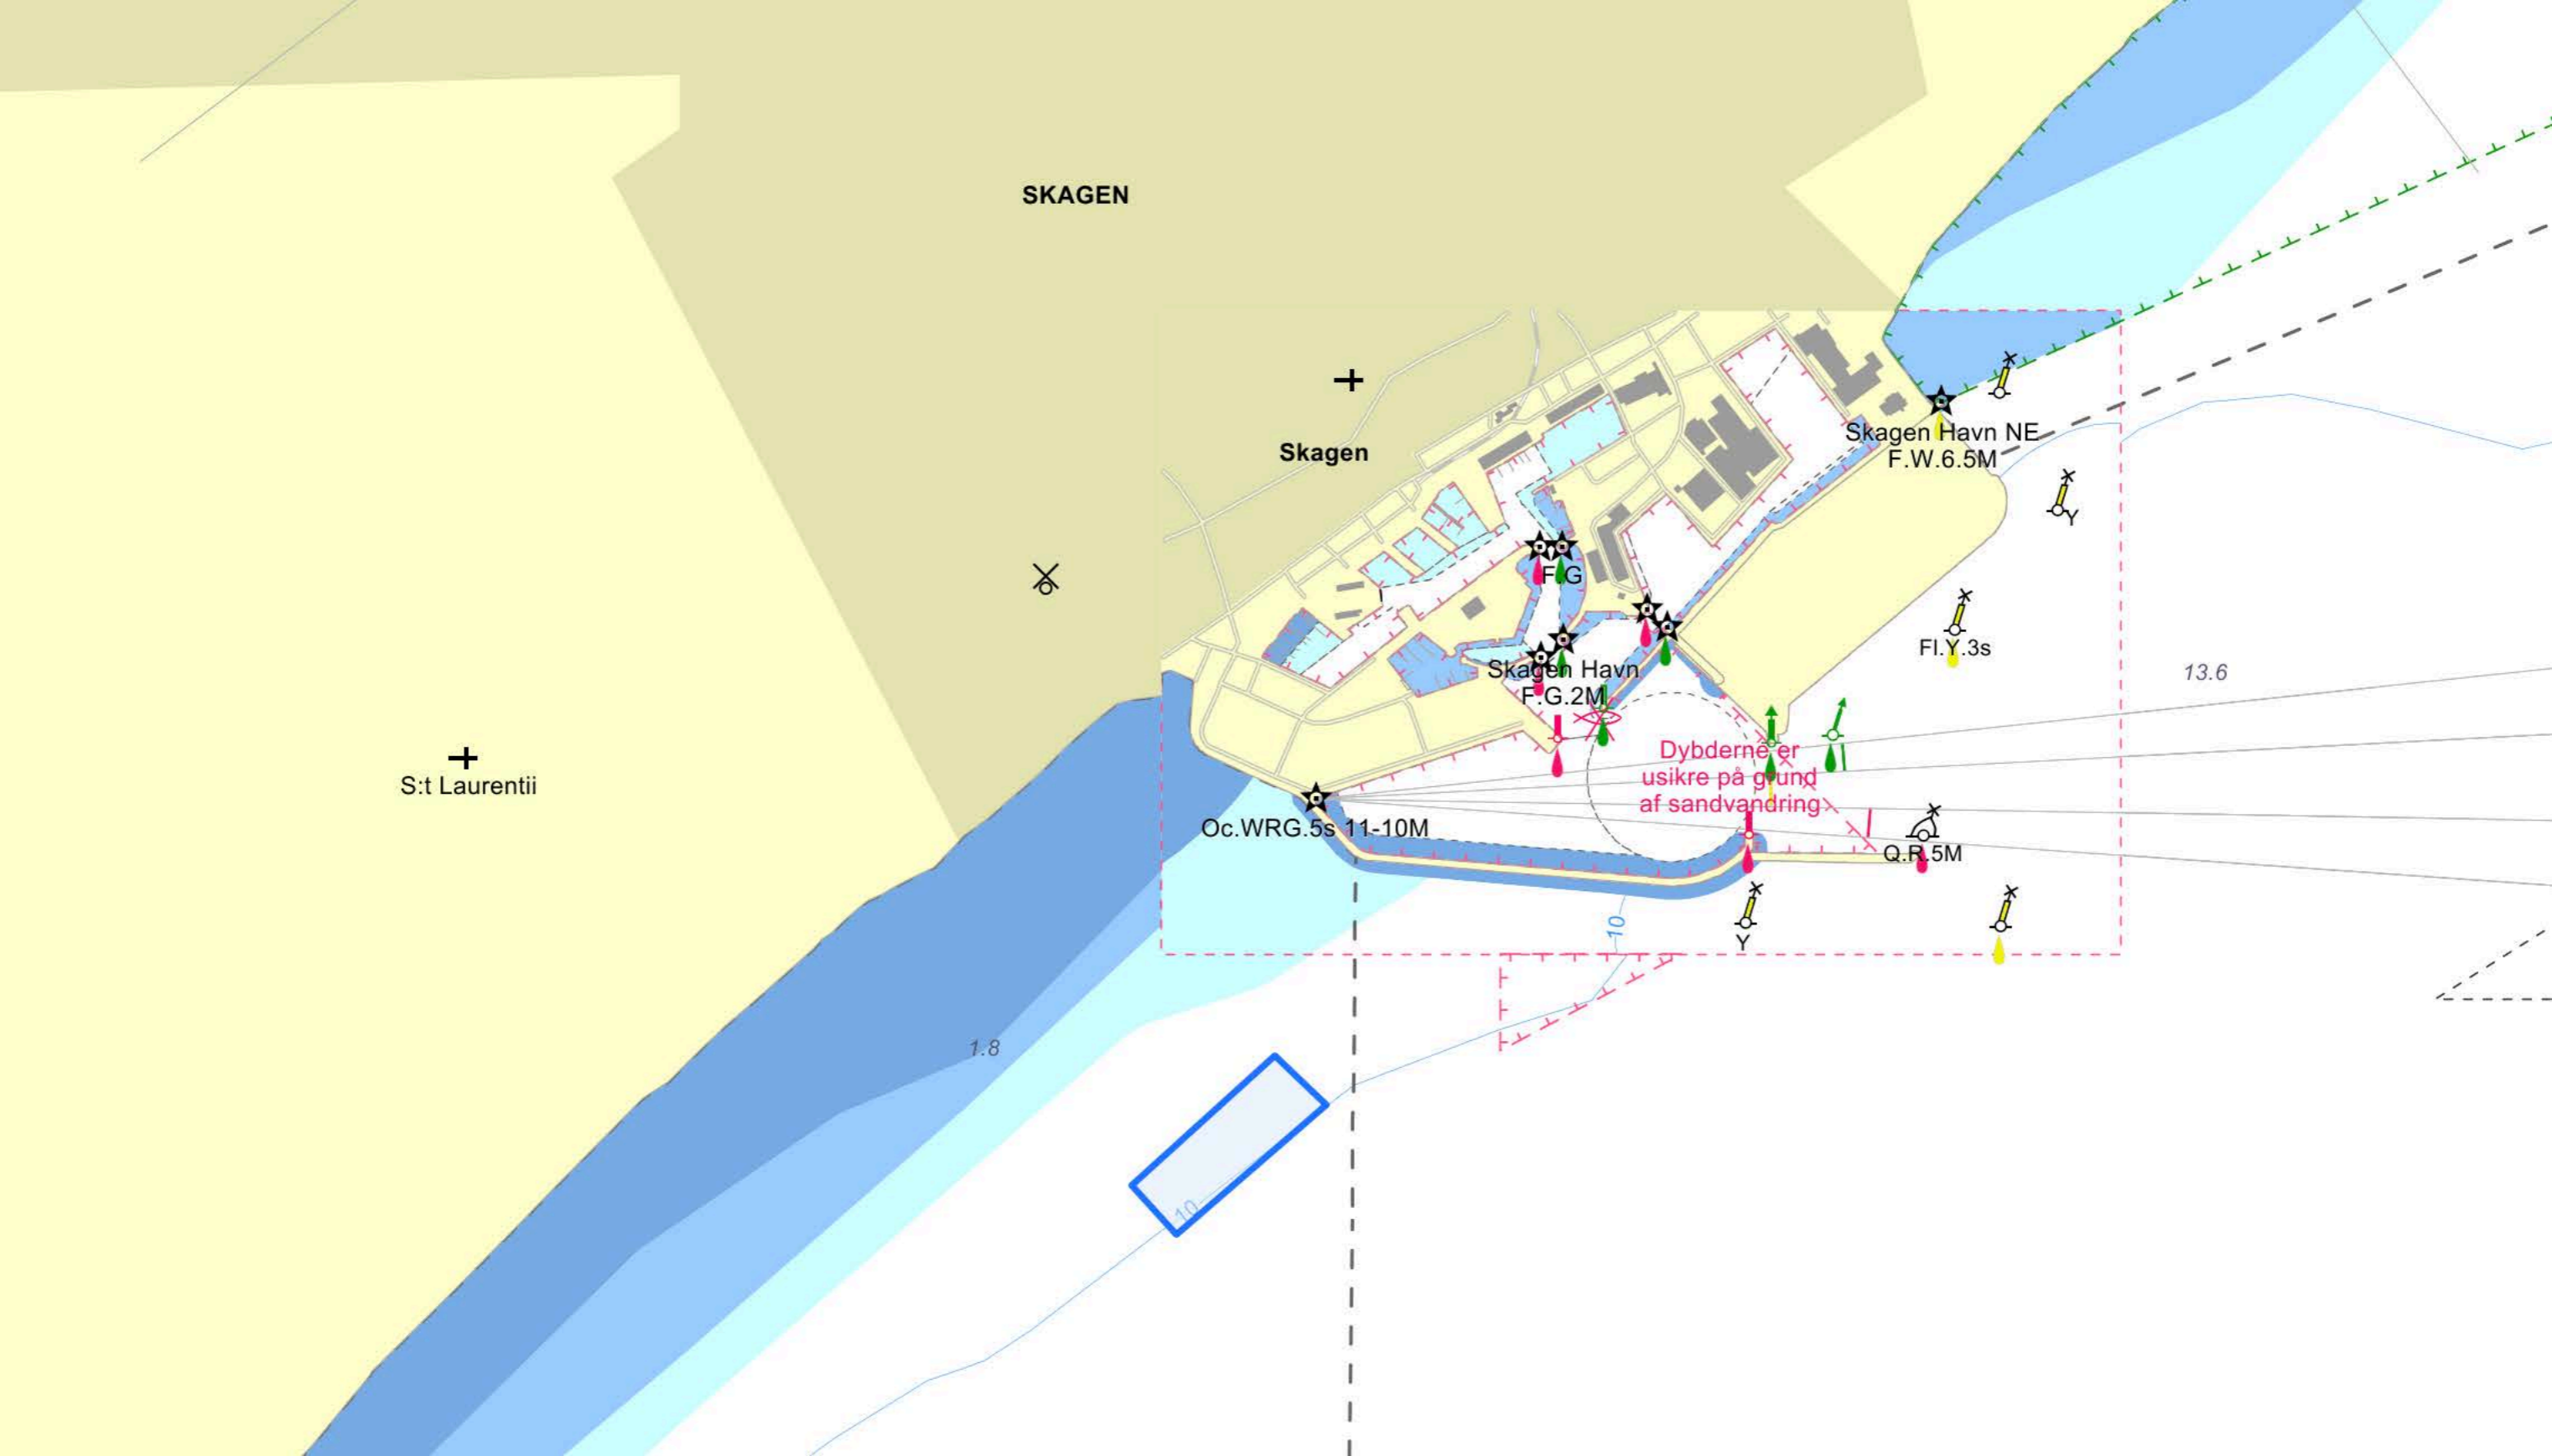 SKAGEN
Skagen
Skagen Havn NE
F.W.6.5M
Y
F.G
Fl.Y.3s
Skagen Havn
F.G.2M
13.6
Dybderne er
usikre på grund
af sandvandring
S:t Laurentii
Oc.WRG.5s 11-10M
Q.R.5M
10
Y
1.8
10